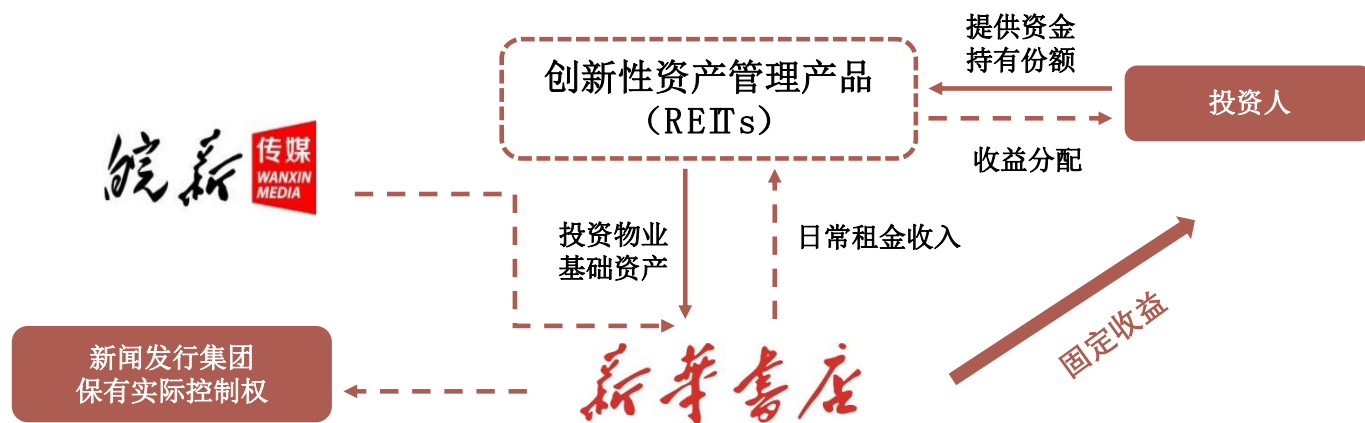 提供资金
持有份额
创新性资产管理产品
（REITs）
投资人
收益分配
皖新
传媒
WANXIN
MEDIA
投资物业
基础资产
日常租金收入
固定收益
新闻发行集团
保有实际控制权
新華書店